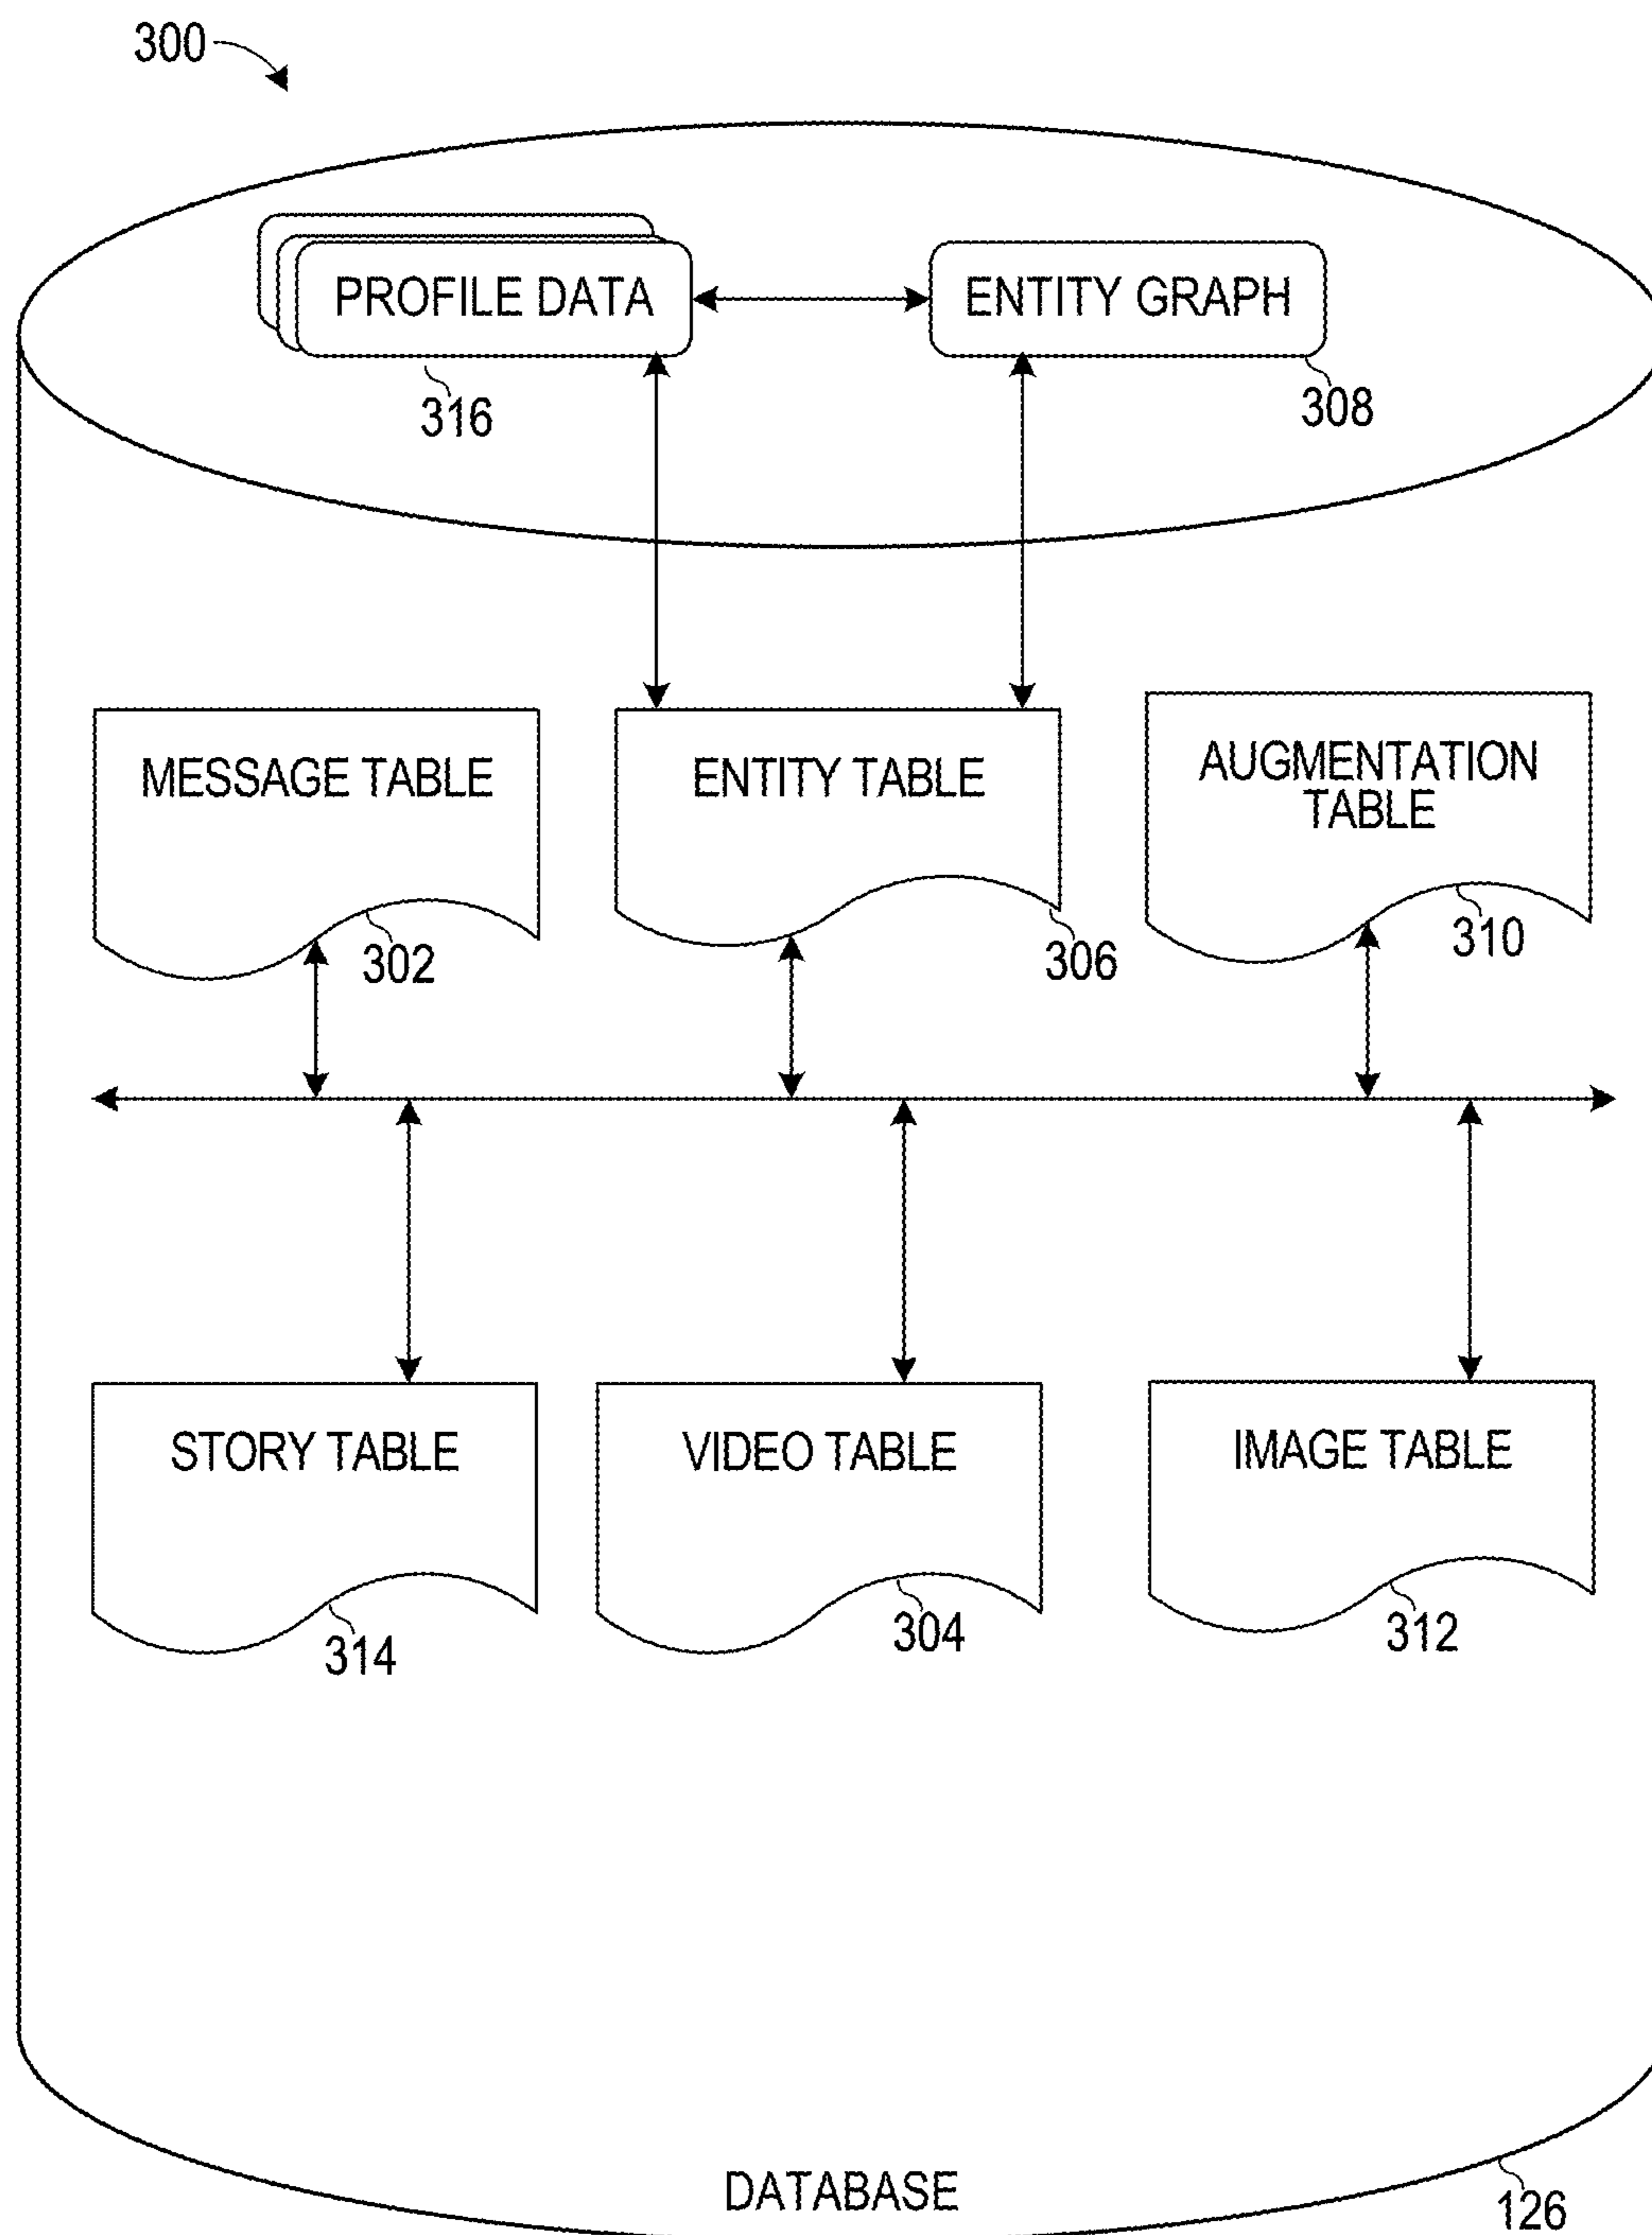 300
PROFILE DATA
ENTITY GRAPH
316
308
MESSAGE TABLE
ENTITY TABLE
AUGMENTATION
TABLE
302
306
310
STORY TABLE
VIDEO TABLE
IMAGE TABLE
314
304
312
DATABASE
126